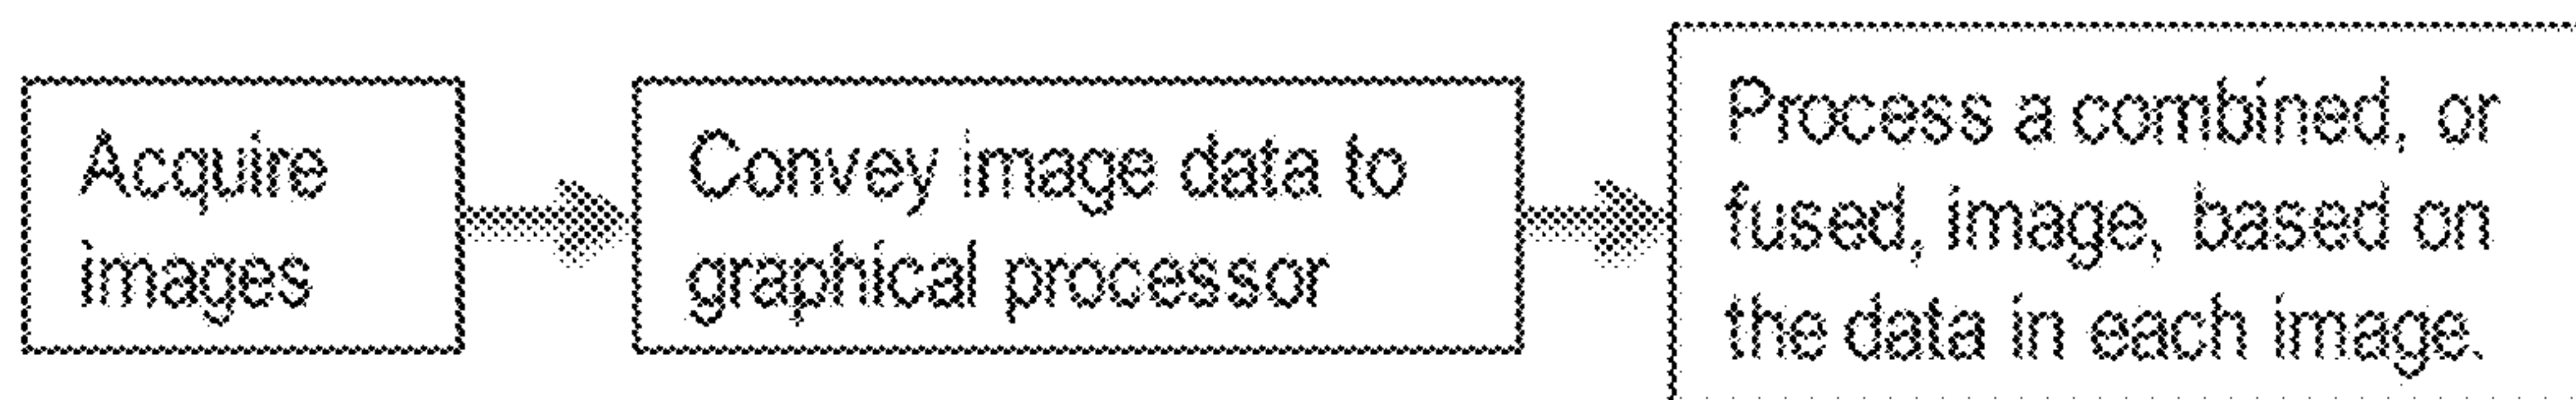 Acquire
images
Convey image data to
graphical processor
Process a combined, or
fused, image, based on
the data in each image.